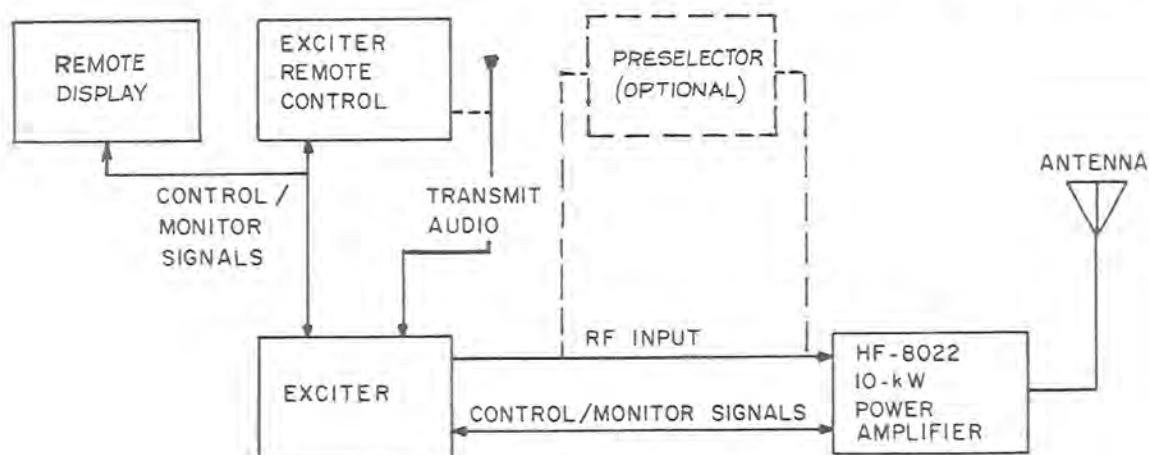 REMOTE
DISPLAY
EXCITER
REMOTE
CONTROL
PRESELECTOR
(OPTIONAL)
ANTENNA
CONTROL/
MONITOR
SIGNALS
TRANSMIT
AUDIO
RF INPUT
EXCITER
CONTROL/MONITOR SIGNALS
HF-8022
10-kW
POWER
AMPLIFIER